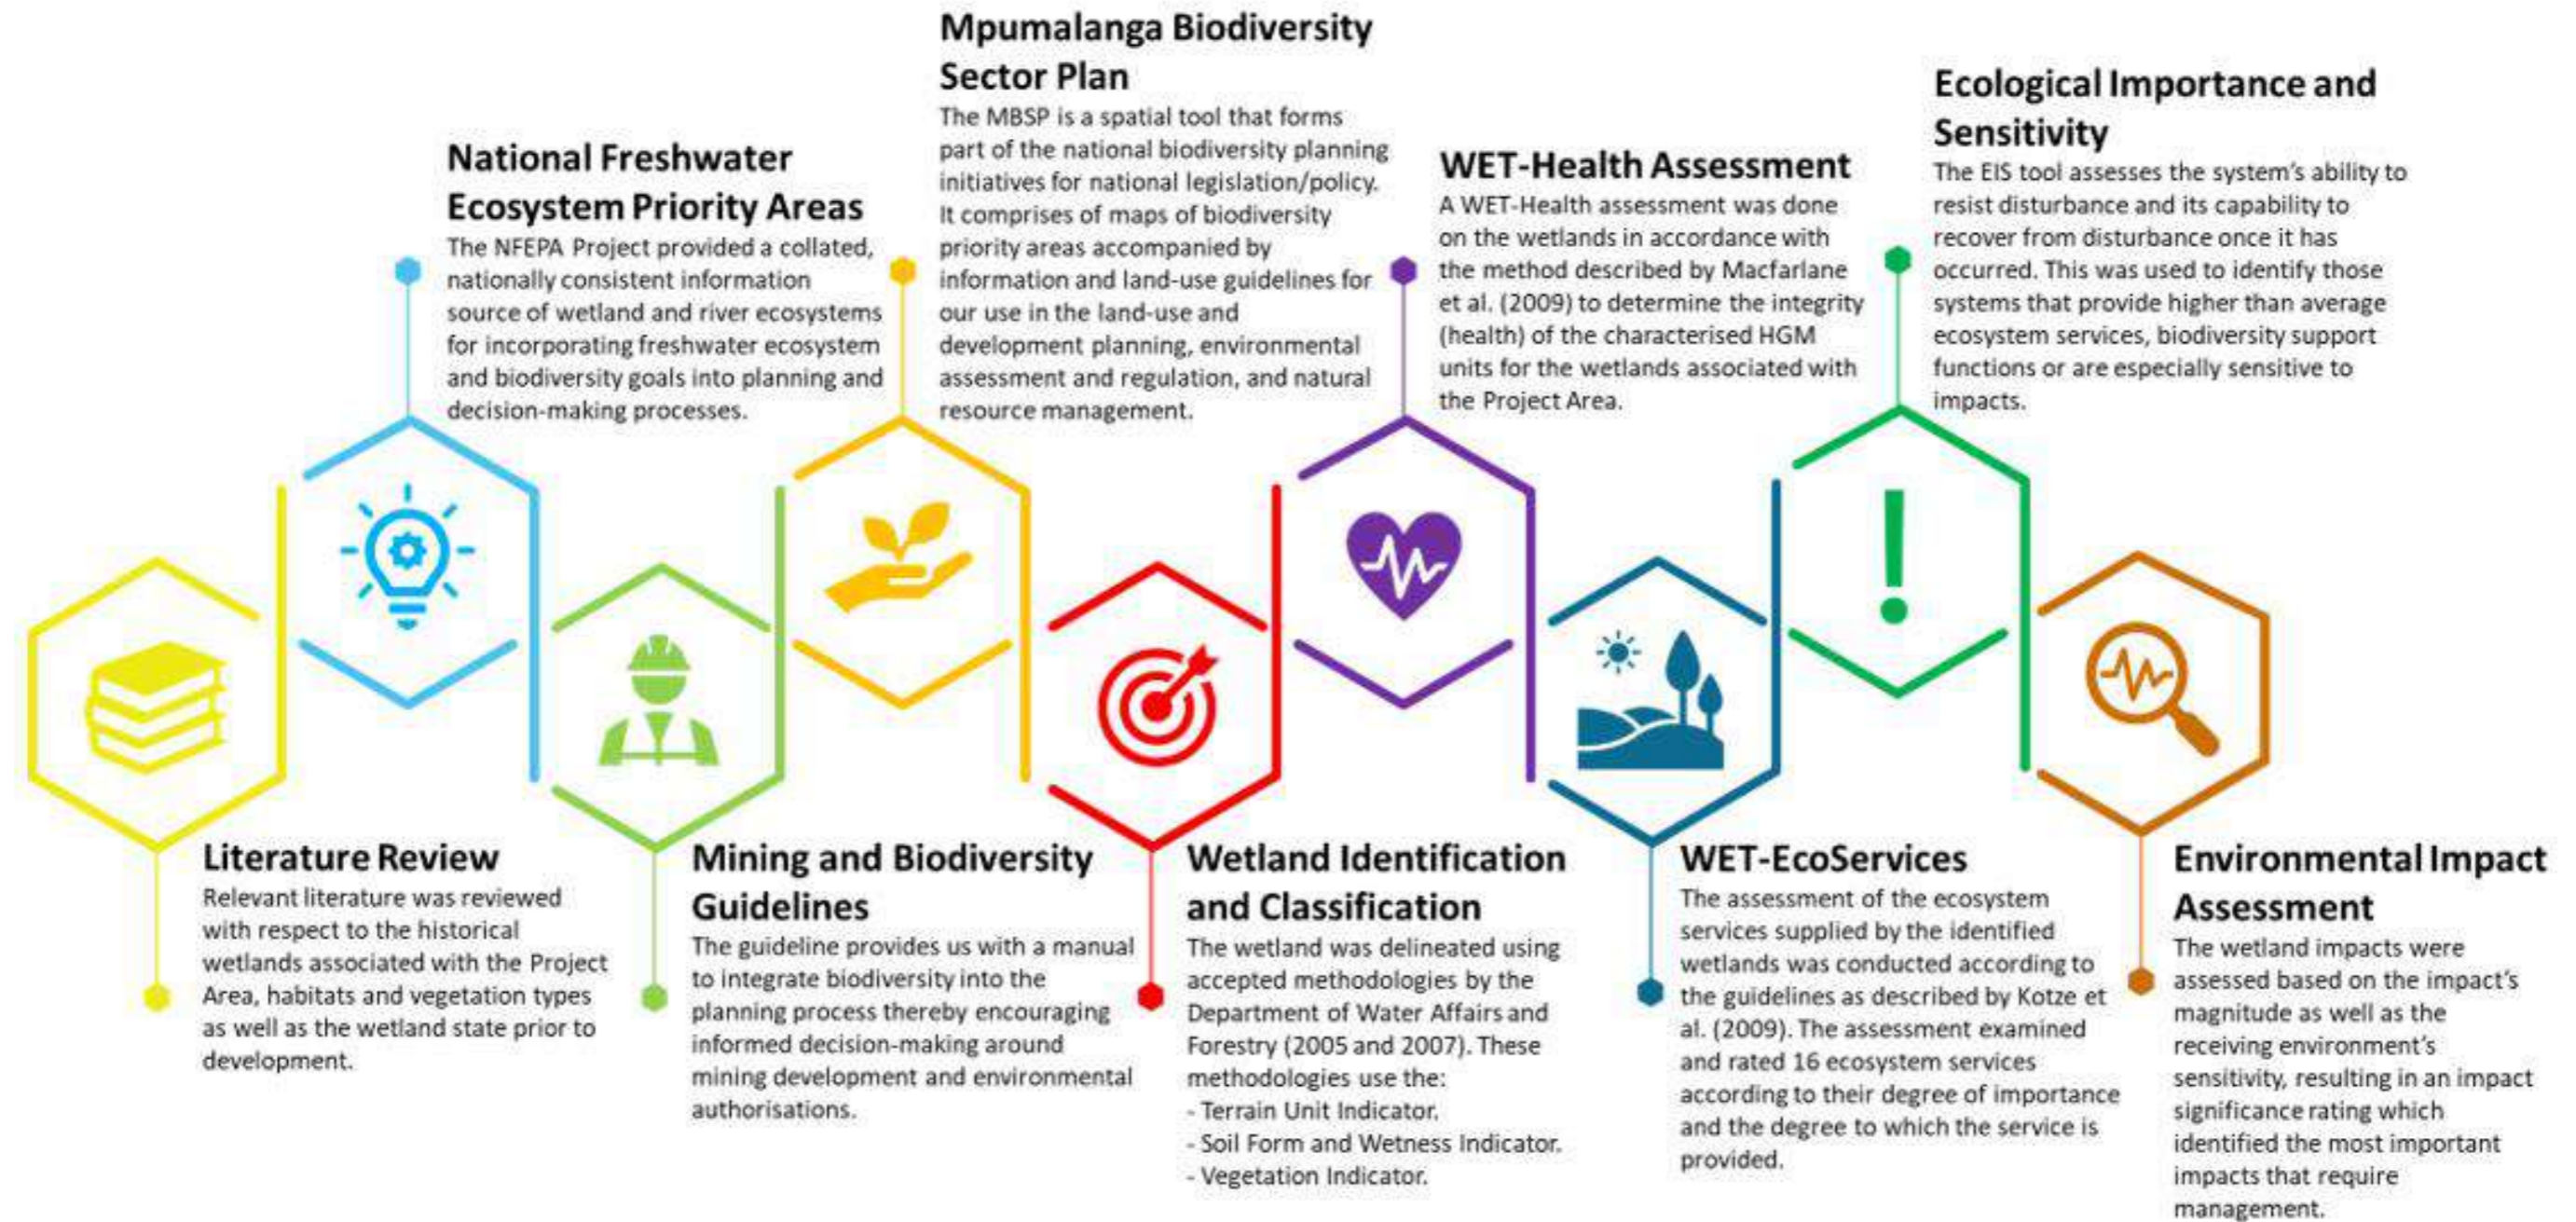 Literature Review
Relevant literature was reviewed
with respect to the historical
wetlands associated with the Project
Area, habitats and vegetation types
as well as the wetland state prior to
development.
National Freshwater
Ecosystem Priority Areas
The NFEPA Project provided a collated,
nationally consistent information
source of wetland and river ecosystems
for incorporating freshwater ecosystem
and biodiversity goals into planning and
decision-making processes.
Mining and Biodiversity
Guidelines
The guideline provides us with a manual
to integrate biodiversity into the
planning process thereby encouraging
informed decision-making around
mining development and environmental
authorisations.
Mpumalanga Biodiversity
Sector Plan
The MBSP is a spatial tool that forms
part of the national biodiversity planning
initiatives for national legislation/policy.
It comprises of maps of biodiversity
priority areas accompanied by
information and land-use guidelines for
our use in the land-use and
development planning, environmental
assessment and regulation, and natural
resource management.
Wetland Identification
and Classification
The wetland was delineated using
accepted methodologies by the
Department of Water Affairs and
Forestry (2005 and 2007). These
methodologies use the:
- Terrain Unit Indicator.
- Soil Form and Wetness Indicator.
- Vegetation Indicator.
WET-Health Assessment
A WET-Health assessment was done
on the wetlands in accordance with
the method described by Macfarlane
et al. (2009) to determine the integrity
(health) of the characterised HGM
units for the wetlands associated with
the Project Area.
WET-EcoServices
The assessment of the ecosystem
services supplied by the identified
wetlands was conducted according to
the guidelines as described by Kotze et
al. (2009). The assessment examined
and rated 16 ecosystem services
according to their degree of importance
and the degree to which the service is
provided.
Ecological Importance and
Sensitivity
The EIS tool assesses the system's ability to
resist disturbance and its capability to
recover from disturbance once it has
occurred. This was used to identify those
systems that provide higher than average
ecosystem services, biodiversity support
functions or are especially sensitive to
impacts.
Environmental Impact
Assessment
The wetland impacts were
assessed based on the impact's
magnitude as well as the
receiving environment's
sensitivity, resulting in an impact
significance rating which
identified the most important
impacts that require
management.